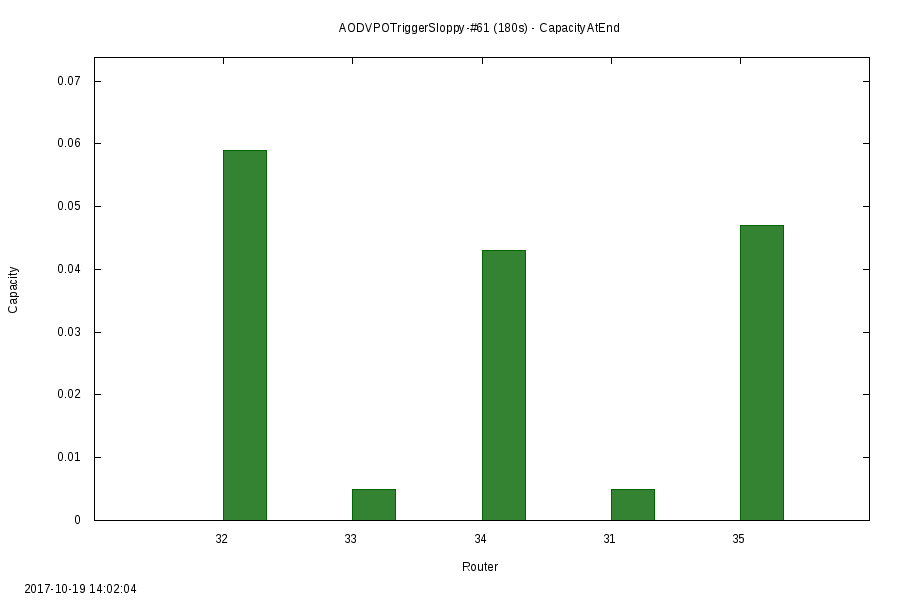 AODVPOTriggerSloppy-#61 (180s) - CapacityAtEnd
0.07
0.06
0.05
0.04
0.03
0.02
0.01
0
Capacity
32 33 34 31 35
Router
2017-10-19 14:02:04